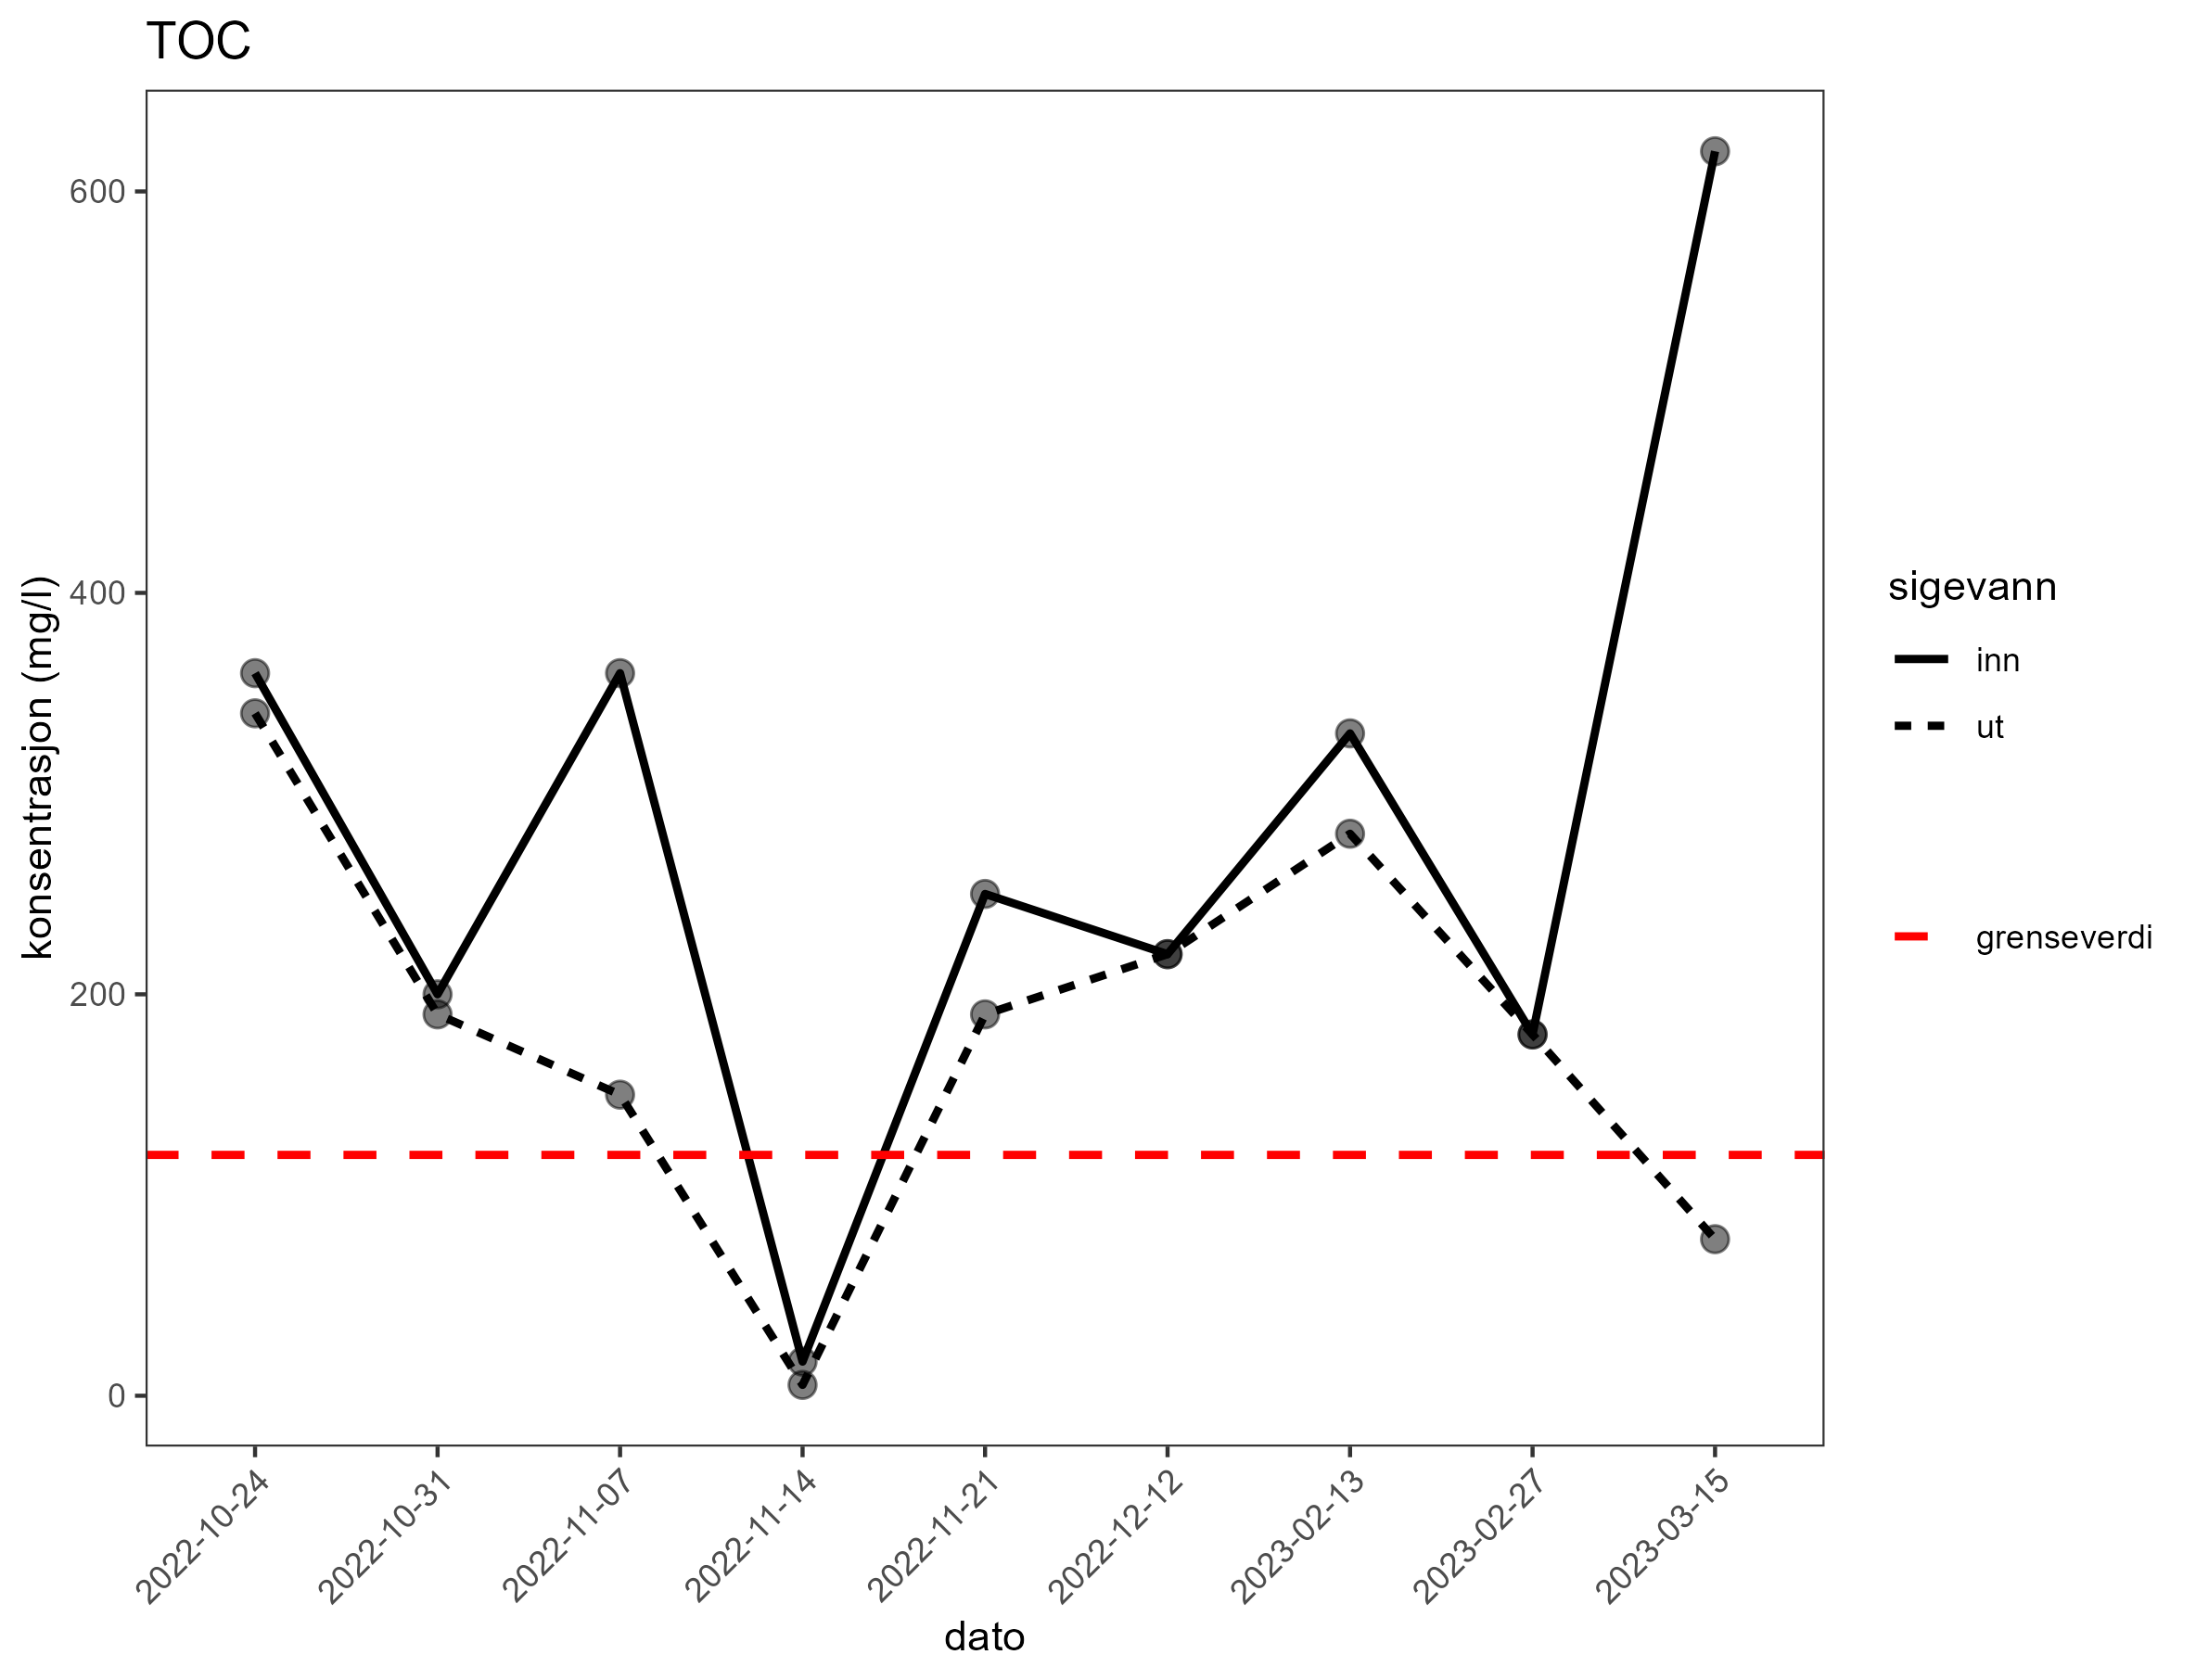 TOC
600
400
200
0
konsentrasjon (mg/l)
2022-10-24
2022-10-31
2022-11-07
2022-11-14
2022-11-21
2022-12-12
2023-02-13
2023-02-27
2023-03-15
dato
sigevann
inn
ut
grenseverdi